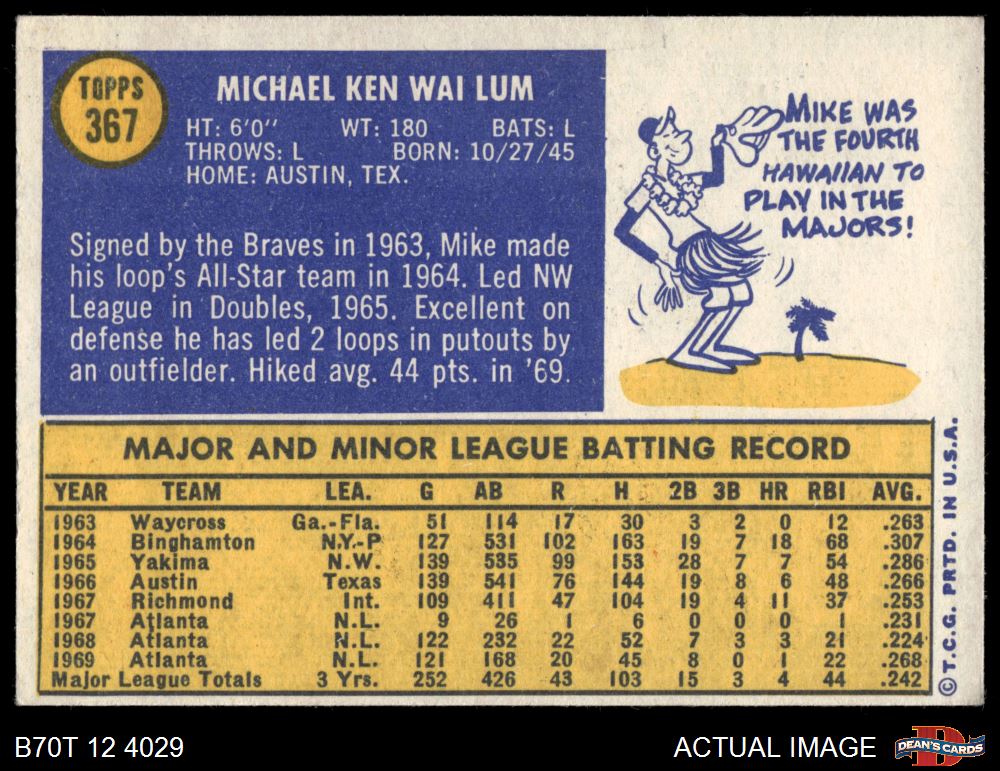 TOPPS
367
MICHAEL KEN WAI LUM
HT: 6'0" WT: 180 BATS: L
THROWS: L BORN: 10/27/45
HOME: AUSTIN, TEX.
Signed by the Braves in 1963, Mike made
his loop's All-Star team in 1964. Led NW
League in Doubles, 1965. Excellent on
defense he has led 2 loops in putouts by
an outfielder. Hiked avg. 44 pts. in '69.
MIKE WAS
THE FOURTH
HAWAIIAN TO
PLAY IN THE
MAJORS!
MAJOR AND MINOR LEAGUE BATTING RECORD
YEAR TEAM LEA. G AB R H 2B 3B HR RBI AVG.
1963 Waycross Ga.-Fla. 51 114 17 30 3 2 0 12 .263
1964 Binghamton N.Y.-P 127 531 102 163 19 7 18 68 .307
1965 Yakima N.W. 139 535 99 153 28 7 7 54 .286
1966 Austin Texas 139 541 76 144 19 8 6 48 .266
1967 Richmond Int. 109 411 47 104 19 4 11 37 .253
1967 Atlanta N.L. 9 26 1 6 0 0 0 1 .231
1968 Atlanta N.L. 122 232 22 52 7 3 3 21 .224
1969 Atlanta N.L. 121 168 20 45 8 0 1 22 .268
Major League Totals 3 Yrs. 252 426 43 103 15 3 4 44 .242
© T.C.G. PRTD. IN U.S.A.
B70T 12 4029
ACTUAL IMAGE
DEAN'S CARDS